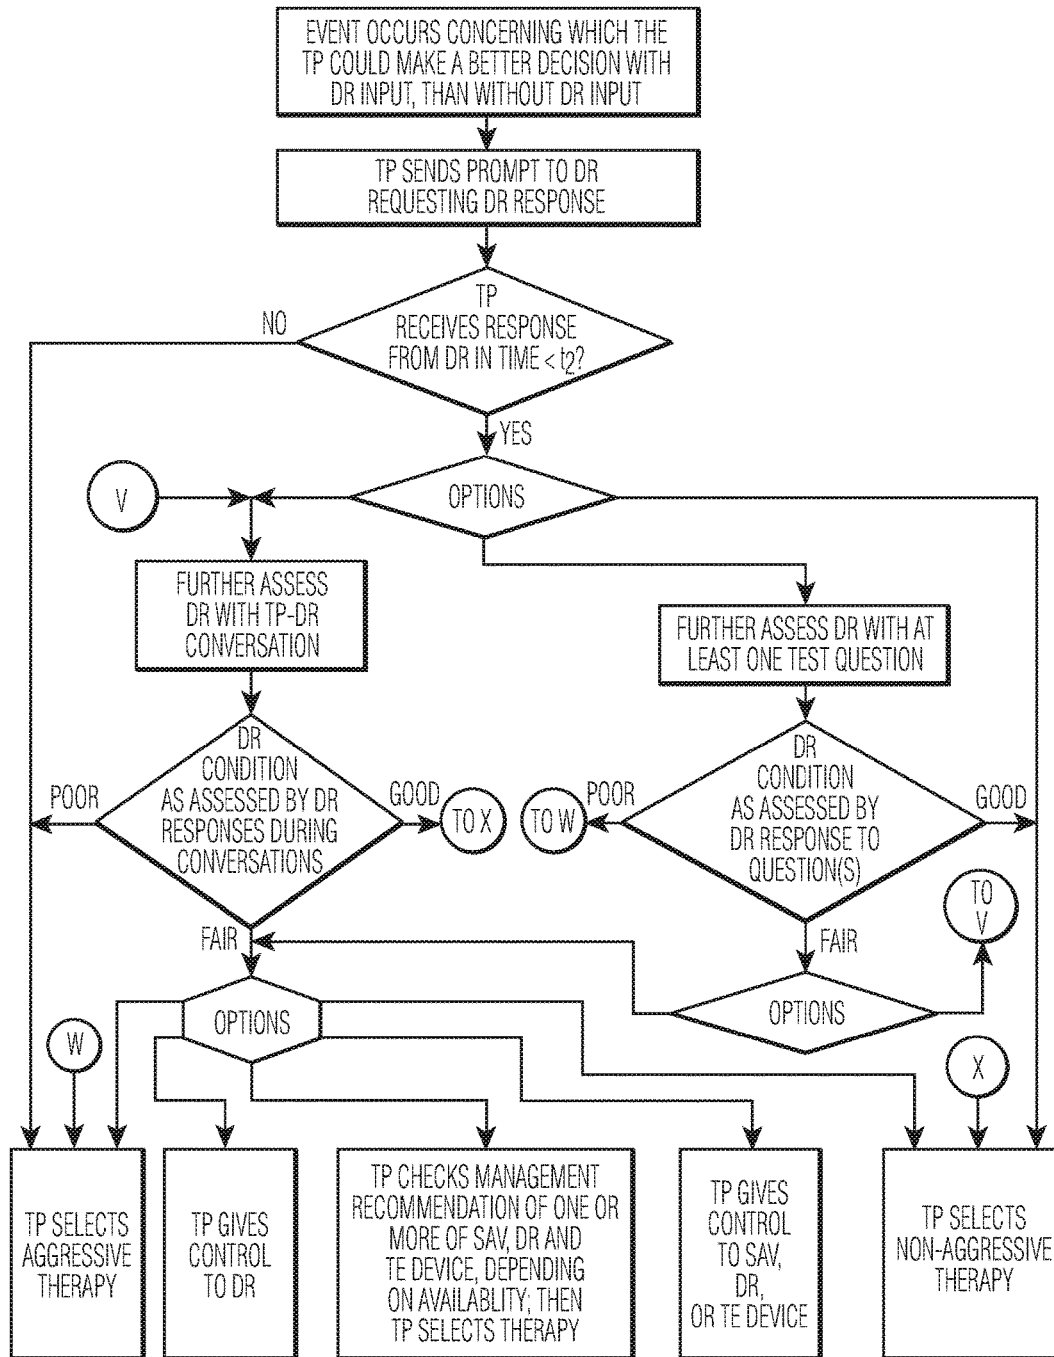 EVENT OCCURS CONCERNING WHICH THE
TP COULD MAKE A BETTER DECISION WITH
DR INPUT, THAN WITHOUT DR INPUT
TP SENDS PROMPT TO DR
REQUESTING DR RESPONSE
TP
RECEIVES RESPONSE
FROM DR IN TIME < t2?
NO
YES
OPTIONS
V
FURTHER ASSESS
DR WITH TP-DR
CONVERSATION
FURTHER ASSESS DR WITH AT
LEAST ONE TEST QUESTION
DR
CONDITION
AS ASSESSED BY DR
RESPONSES DURING
CONVERSATIONS
POOR
GOOD
TO X
TO W
POOR
DR
CONDITION
AS ASSESSED BY
DR RESPONSE TO
QUESTION(S)
GOOD
TO
V
FAIR
FAIR
OPTIONS
OPTIONS
W
X
TP SELECTS
AGGRESSIVE
THERAPY
TP GIVES
CONTROL
TO DR
TP CHECKS MANAGEMENT
RECOMMENDATION OF ONE OR
MORE OF SAV, DR AND
TE DEVICE, DEPENDING
ON AVAILABLITY; THEN
TP SELECTS THERAPY
TP GIVES
CONTROL
TO SAV,
DR,
OR TE DEVICE
TP SELECTS
NON-AGGRESSIVE
THERAPY